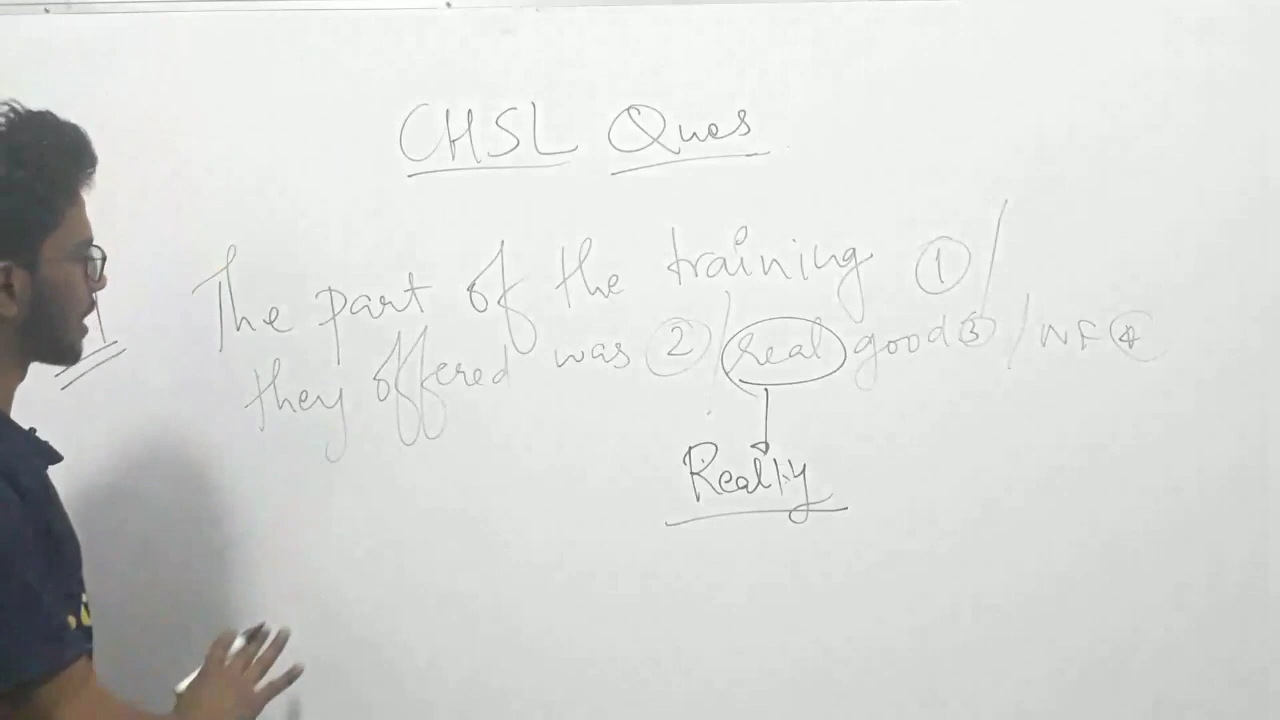 CHSL Ques
The part of the training ① /
they offered was ② / real good ③ / NE ④
Really